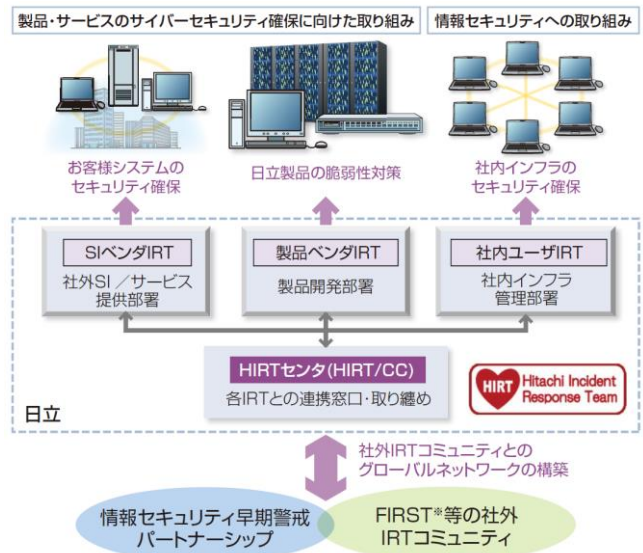 製品・サービスのサイバーセキュリティ確保に向けた取り組み
情報セキュリティへの取り組み
お客様システムの
セキュリティ確保
日立製品の脆弱性対策
社内インフラの
セキュリティ確保
SIベンダIRT
社外SI／サービス
提供部署
製品ベンダIRT
製品開発部署
社内ユーザIRT
社内インフラ
管理部署
HIRTセンタ(HIRT/CC)
各IRTとの連携窓口・取り纏め
HIRT
Hitachi Incident
Response Team
日立
社外IRTコミュニティとの
グローバルネットワークの構築
情報セキュリティ早期警戒
パートナーシップ
FIRST※等の社外
IRTコミュニティ